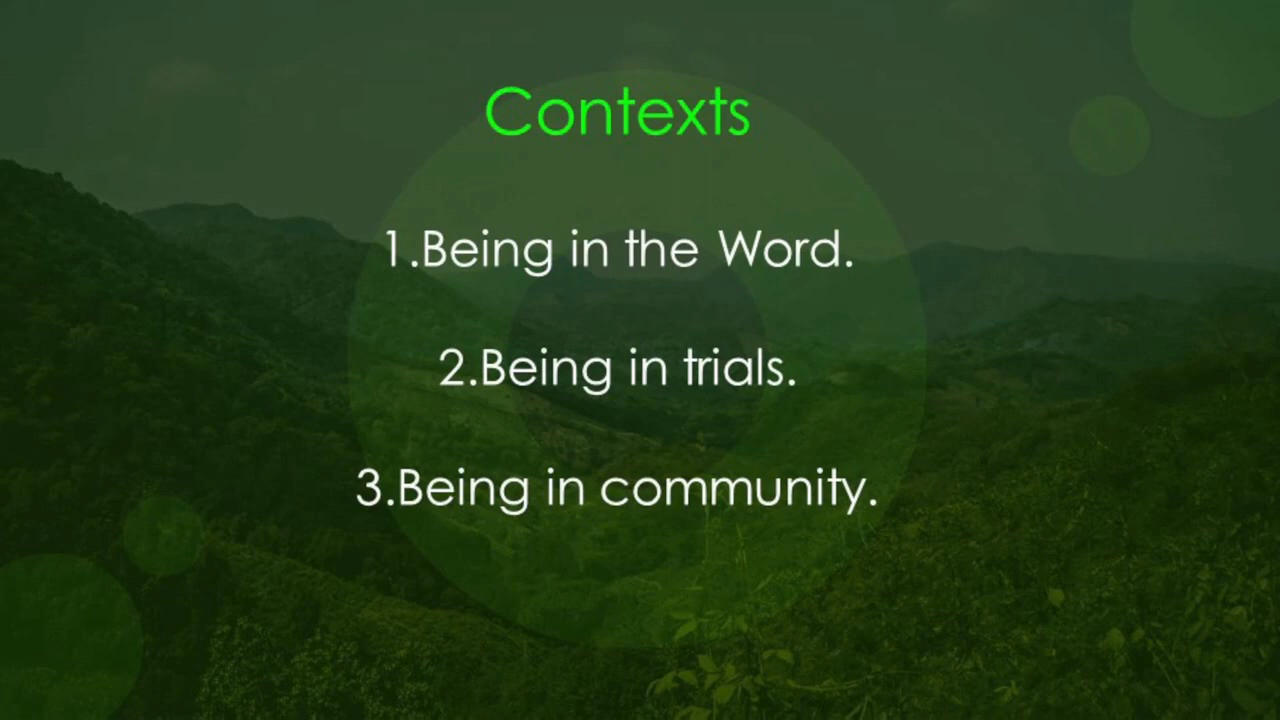 Contexts
1.Being in the Word.
2.Being in trials.
3.Being in community.